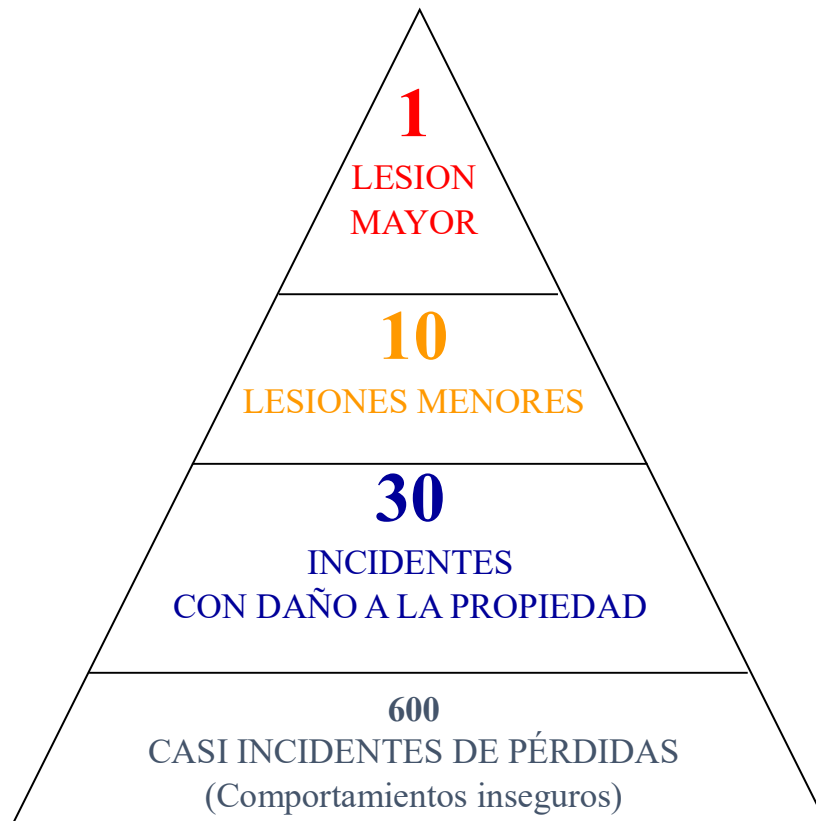 1
LESION
MAYOR
10
LESIONES MENORES
30
INCIDENTES
CON DAÑO A LA PROPIEDAD
600
CASI INCIDENTES DE PÉRDIDAS
(Comportamientos inseguros)